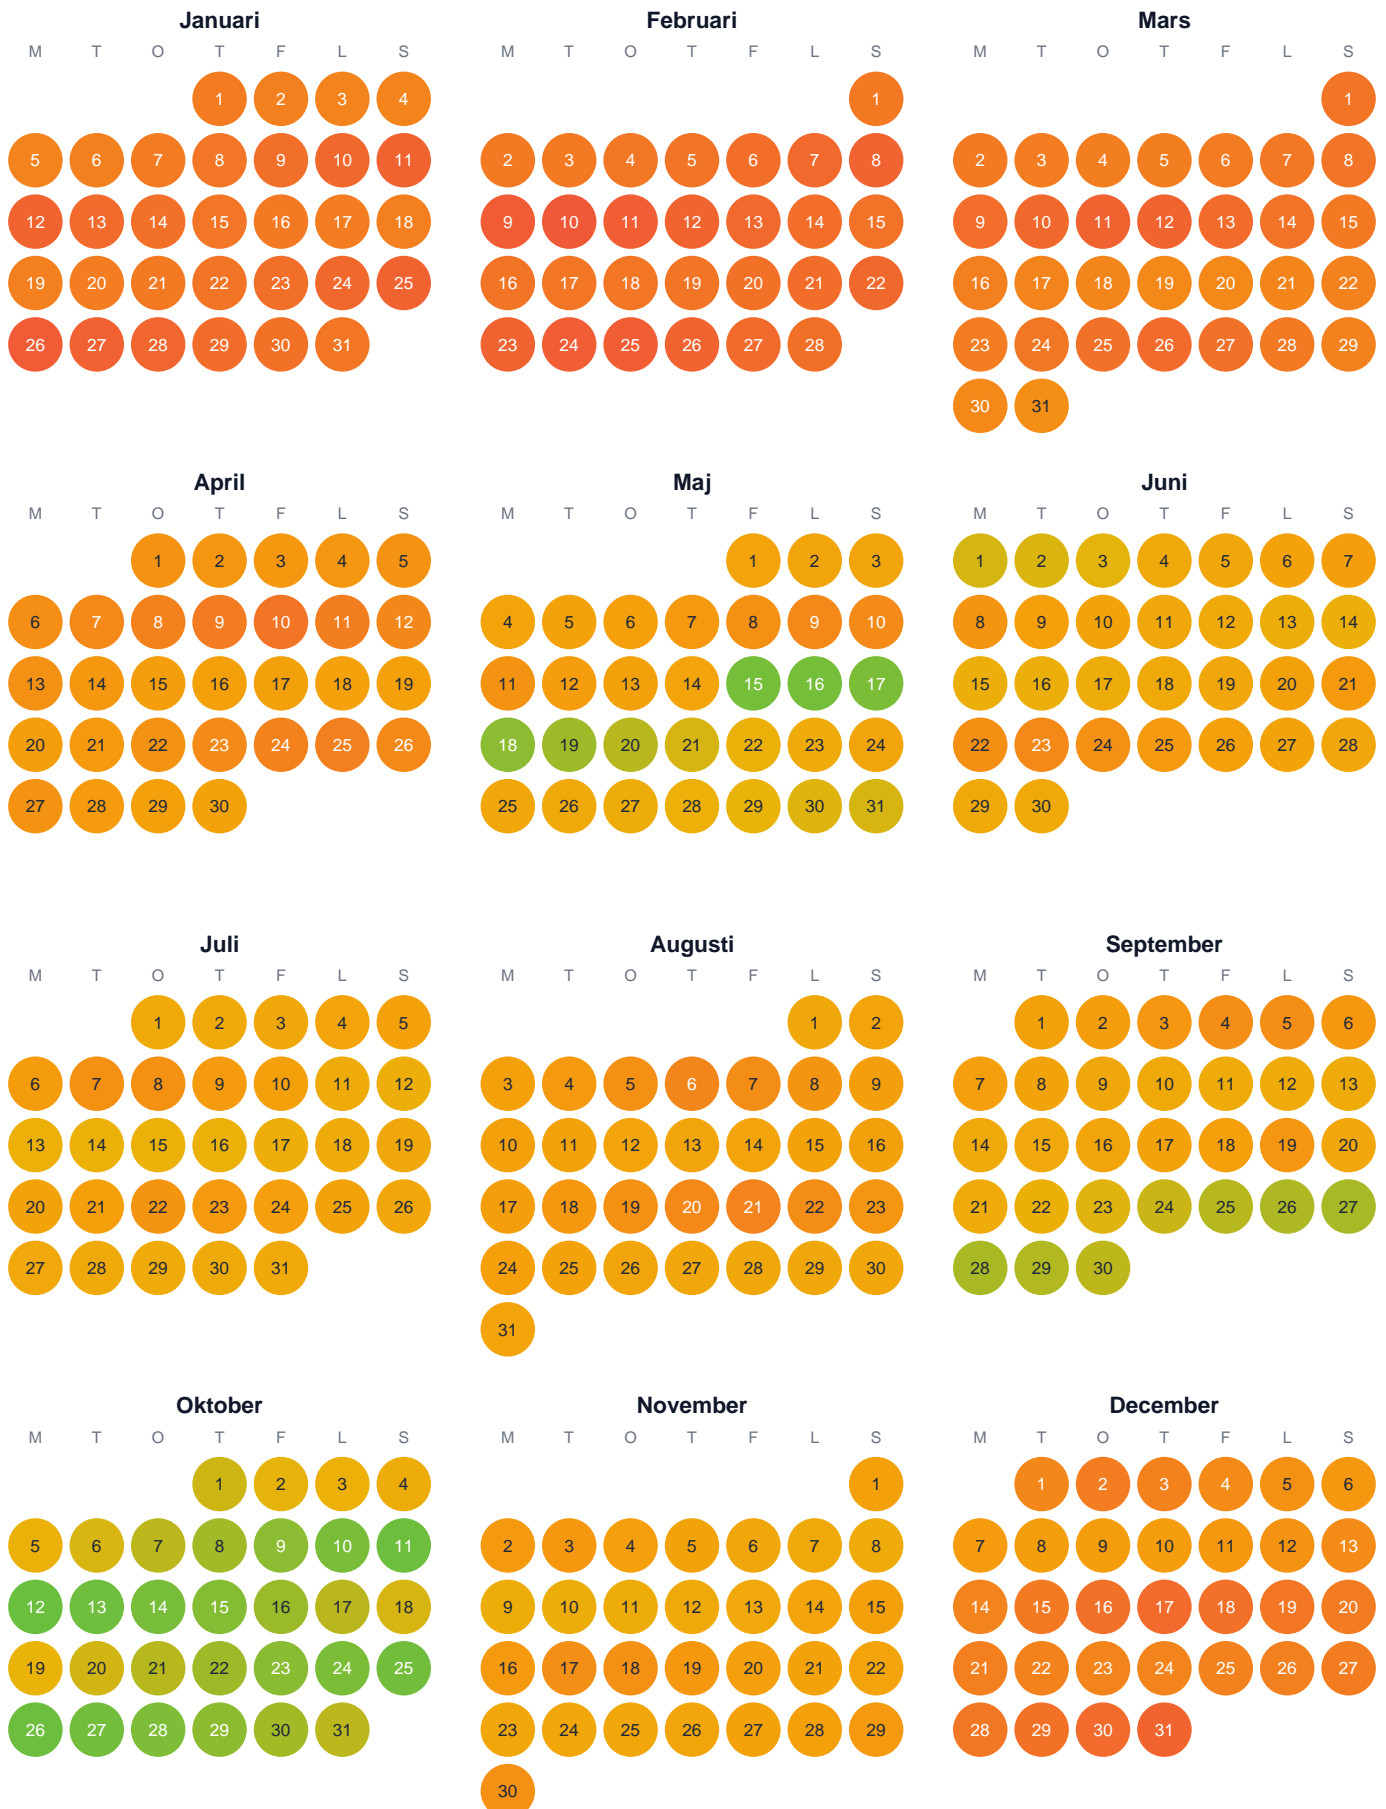 Januari Februari Mars
M T O T F L S M T O T F L S M T O T F L S
1 2 3 4 1 1
5 6 7 8 9 10 11 2 3 4 5 6 7 8 2 3 4 5 6 7 8
12 13 14 15 16 17 18 9 10 11 12 13 14 15 9 10 11 12 13 14 15
19 20 21 22 23 24 25 16 17 18 19 20 21 22 16 17 18 19 20 21 22
26 27 28 29 30 31 23 24 25 26 27 28 23 24 25 26 27 28 29
30 31
April Maj Juni
M T O T F L S M T O T F L S M T O T F L S
1 2 3 4 5 1 2 3 1 2 3 4 5 6 7
6 7 8 9 10 11 12 4 5 6 7 8 9 10 8 9 10 11 12 13 14
13 14 15 16 17 18 19 11 12 13 14 15 16 17 15 16 17 18 19 20 21
20 21 22 23 24 25 26 18 19 20 21 22 23 24 22 23 24 25 26 27 28
27 28 29 30 25 26 27 28 29 30 31 29 30
Juli Augusti September
M T O T F L S M T O T F L S M T O T F L S
1 2 3 4 5 1 2 1 2 3 4 5 6
6 7 8 9 10 11 12 3 4 5 6 7 8 9 7 8 9 10 11 12 13
13 14 15 16 17 18 19 10 11 12 13 14 15 16 14 15 16 17 18 19 20
20 21 22 23 24 25 26 17 18 19 20 21 22 23 21 22 23 24 25 26 27
27 28 29 30 31 24 25 26 27 28 29 30 28 29 30
31
Oktober November December
M T O T F L S M T O T F L S M T O T F L S
1 2 3 4 1 1 2 3 4 5 6
5 6 7 8 9 10 11 2 3 4 5 6 7 8 7 8 9 10 11 12 13
12 13 14 15 16 17 18 9 10 11 12 13 14 15 14 15 16 17 18 19 20
19 20 21 22 23 24 25 16 17 18 19 20 21 22 21 22 23 24 25 26 27
26 27 28 29 30 31 23 24 25 26 27 28 29 28 29 30 31
30